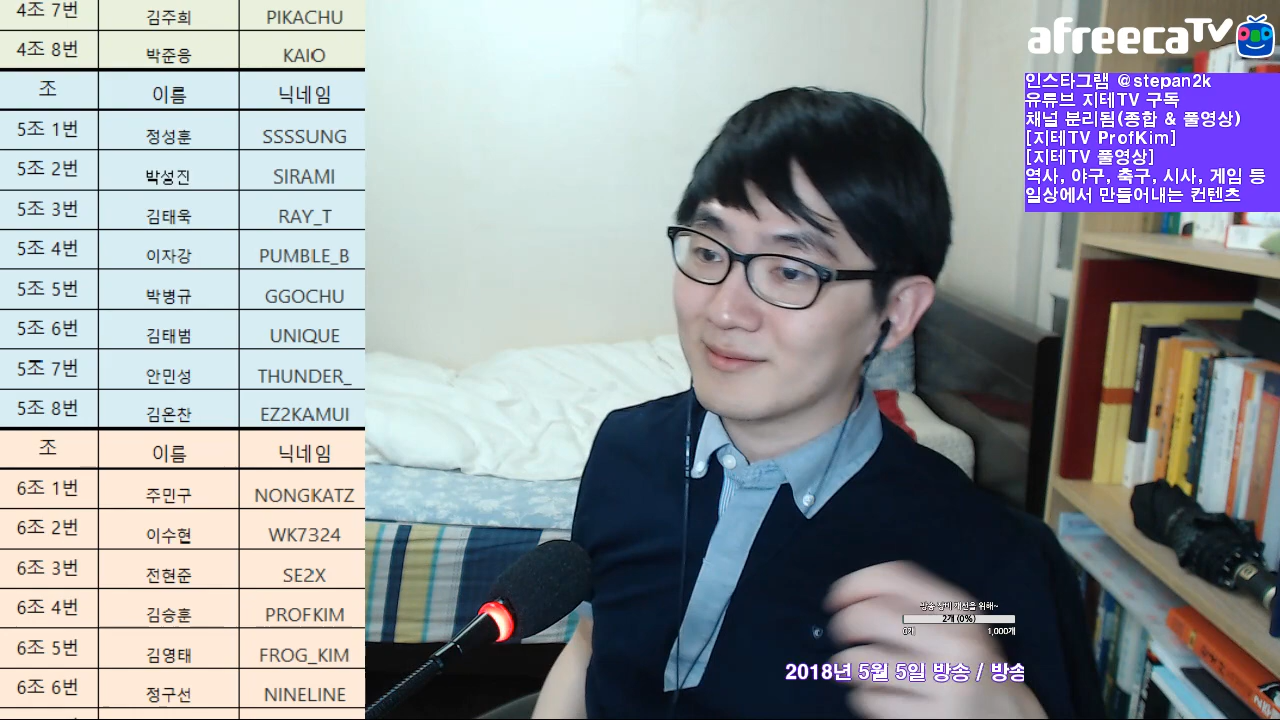 4조 7번 김주희 PIKACHU
4조 8번 박준응 KAIO
조 이름 닉네임
5조 1번 정성훈 SSSSUNG
5조 2번 박성진 SIRAMI
5조 3번 김태욱 RAY_T
5조 4번 이자강 PUMBLE_B
5조 5번 박병규 GGOCHU
5조 6번 김태범 UNIQUE
5조 7번 안민성 THUNDER_
5조 8번 김온찬 EZ2KAMUI
조 이름 닉네임
6조 1번 주민구 NONGKATZ
6조 2번 이수현 WK7324
6조 3번 전현준 SE2X
6조 4번 김승훈 PROFKIM
6조 5번 김영태 FROG_KIM
6조 6번 정구선 NINELINE
afreecaTV
인스타그램 @stepan2k
유튜브 지테TV 구독
채널 분리됨(종합 & 풀영상)
[지테TV ProfKim]
[지테TV 풀영상]
역사, 야구, 축구, 시사, 게임 등
일상에서 만들어내는 컨텐츠
방송 장비 개선을 위해~
2개 (0%)
0개 1,000개
2018년 5월 5일 방송 / 방송